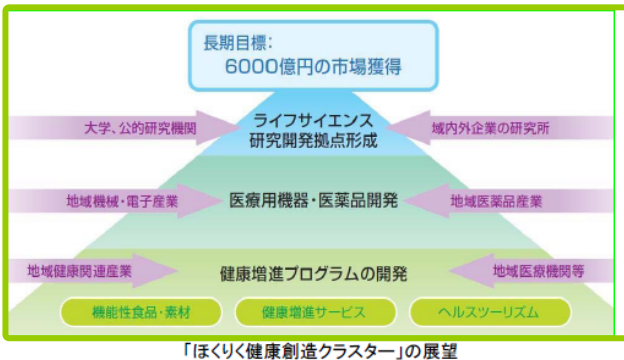 長期目標:
6000億円の市場獲得
大学、公的研究機関
ライフサイエンス
研究開発拠点形成
域内外企業の研究所
地域機械・電子産業
医療用機器・医薬品開発
地域医薬品産業
地域健康関連産業
健康増進プログラムの開発
地域医療機関等
機能性食品・素材
健康増進サービス
ヘルスツーリズム
「ほくりく健康創造クラスター」の展望